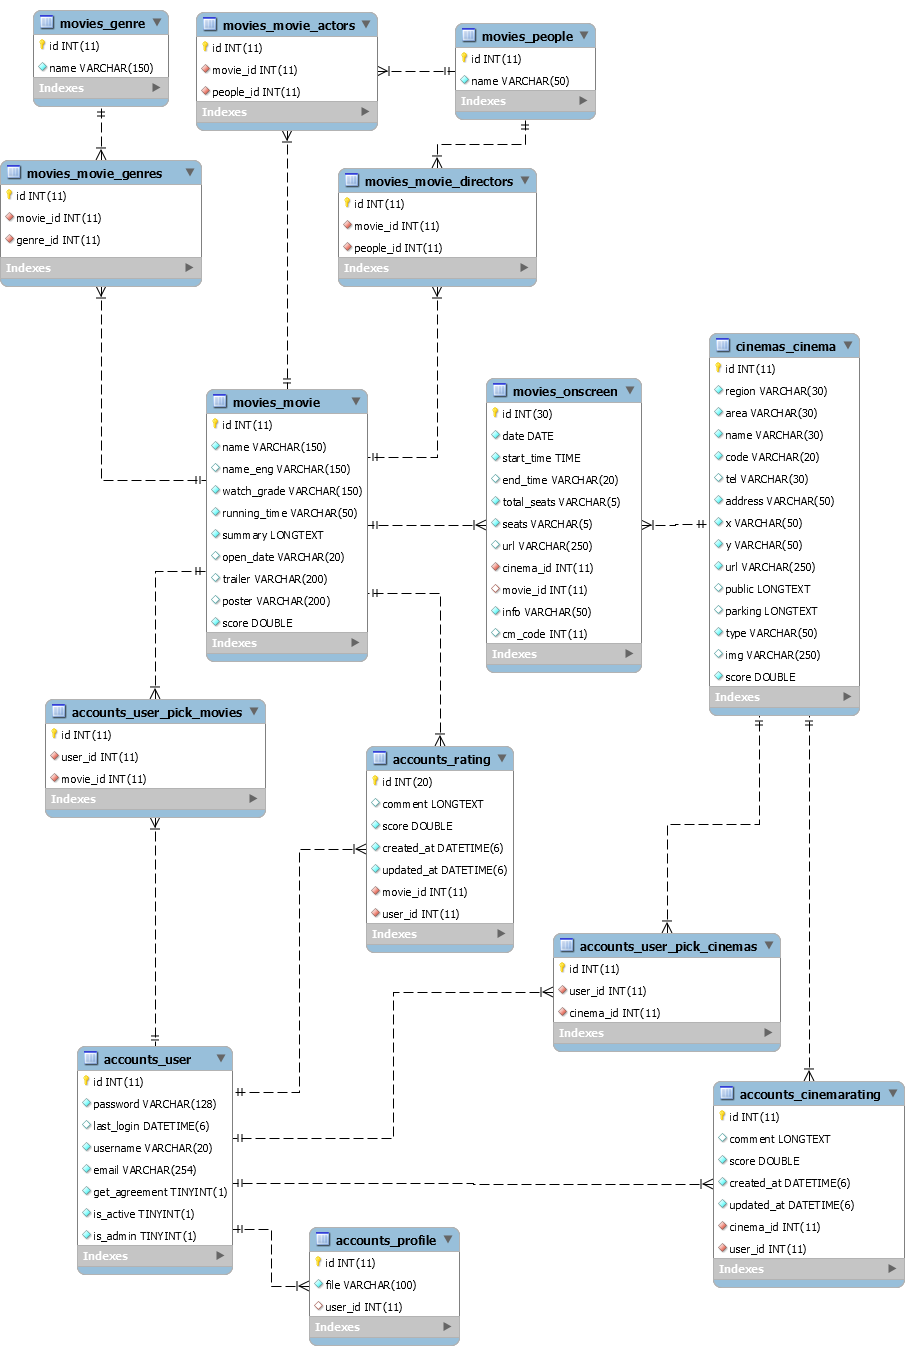 movies_genre
id INT(11)
name VARCHAR(150)
Indexes
movies_movie_actors
id INT(11)
movie_id INT(11)
people_id INT(11)
Indexes
movies_people
id INT(11)
name VARCHAR(50)
Indexes
movies_movie_genres
id INT(11)
movie_id INT(11)
genre_id INT(11)
Indexes
movies_movie_directors
id INT(11)
movie_id INT(11)
people_id INT(11)
Indexes
movies_movie
id INT(11)
name VARCHAR(150)
name_eng VARCHAR(150)
watch_grade VARCHAR(150)
running_time VARCHAR(50)
summary LONGTEXT
open_date VARCHAR(20)
trailer VARCHAR(200)
poster VARCHAR(200)
score DOUBLE
Indexes
movies_onscreen
id INT(30)
date DATE
start_time TIME
end_time VARCHAR(20)
total_seats VARCHAR(5)
seats VARCHAR(5)
url VARCHAR(250)
cinema_id INT(11)
movie_id INT(11)
info VARCHAR(50)
cm_code INT(11)
Indexes
cinemas_cinema
id INT(11)
region VARCHAR(30)
area VARCHAR(30)
name VARCHAR(30)
code VARCHAR(20)
tel VARCHAR(30)
address VARCHAR(50)
x VARCHAR(50)
y VARCHAR(50)
url VARCHAR(250)
public LONGTEXT
parking LONGTEXT
type VARCHAR(50)
img VARCHAR(250)
score DOUBLE
Indexes
accounts_user_pick_movies
id INT(11)
user_id INT(11)
movie_id INT(11)
Indexes
accounts_rating
id INT(20)
comment LONGTEXT
score DOUBLE
created_at DATETIME(6)
updated_at DATETIME(6)
movie_id INT(11)
user_id INT(11)
Indexes
accounts_user_pick_cinemas
id INT(11)
user_id INT(11)
cinema_id INT(11)
Indexes
accounts_user
id INT(11)
password VARCHAR(128)
last_login DATETIME(6)
username VARCHAR(20)
email VARCHAR(254)
get_agreement TINYINT(1)
is_active TINYINT(1)
is_admin TINYINT(1)
Indexes
accounts_cinemarating
id INT(11)
comment LONGTEXT
score DOUBLE
created_at DATETIME(6)
updated_at DATETIME(6)
cinema_id INT(11)
user_id INT(11)
Indexes
accounts_profile
id INT(11)
file VARCHAR(100)
user_id INT(11)
Indexes